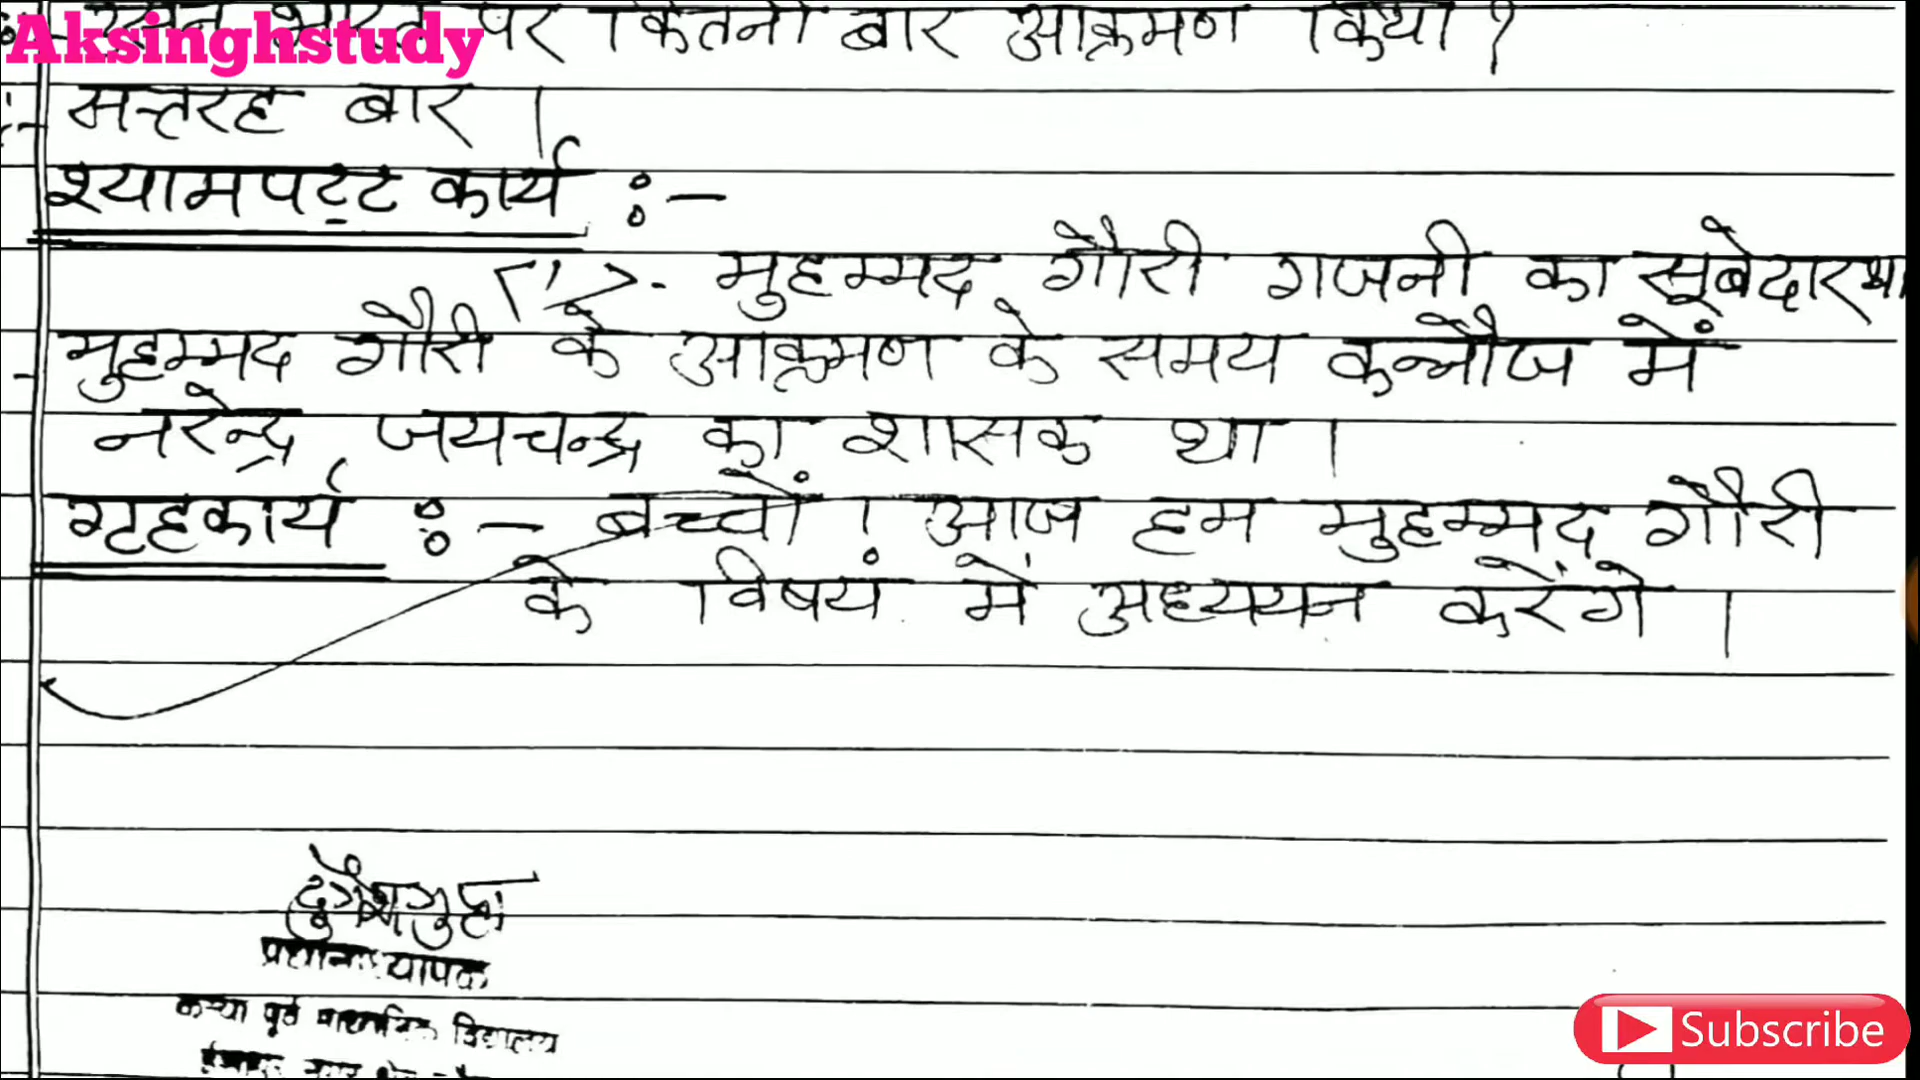 Aksinghstudy पर कितनी बार आक्रमण किया ?
सत्तरह बार ।
श्यामपट्ट कार्य :-
मुहम्मद गौरी गजनी का सूबेदार था
मुहम्मद गौरी के आक्रमण के समय कन्नौज में
नरेन्द्र जयचन्द्र का शासक था ।
गृहकार्य :- बच्चों ! आज हम मुहम्मद गौरी
के विषय में अध्ययन करेंगे ।
प्रधानाध्यापक
कन्या पूर्व माध्यमिक विद्यालय
Subscribe